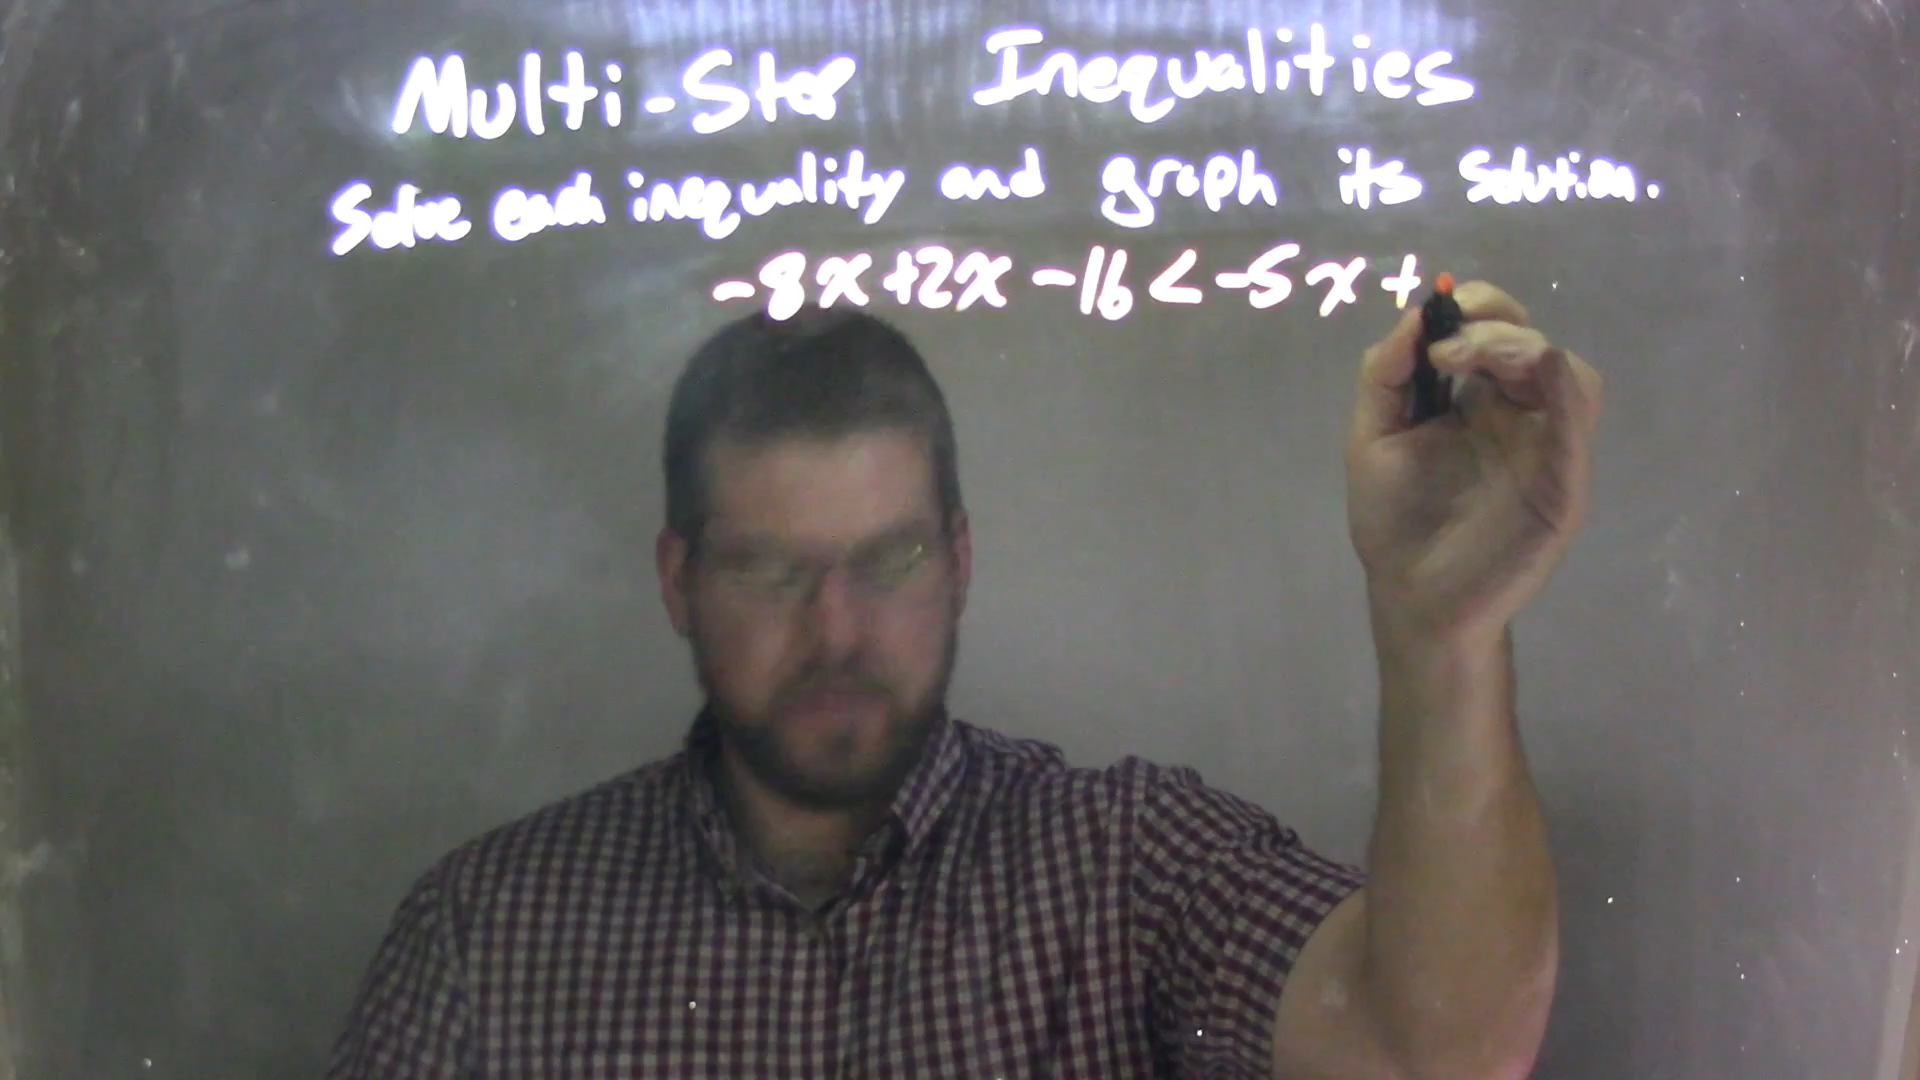 Multi-Step Inequalities
Solve each inequality and graph its solution.
-8x+2x-16<-5x+